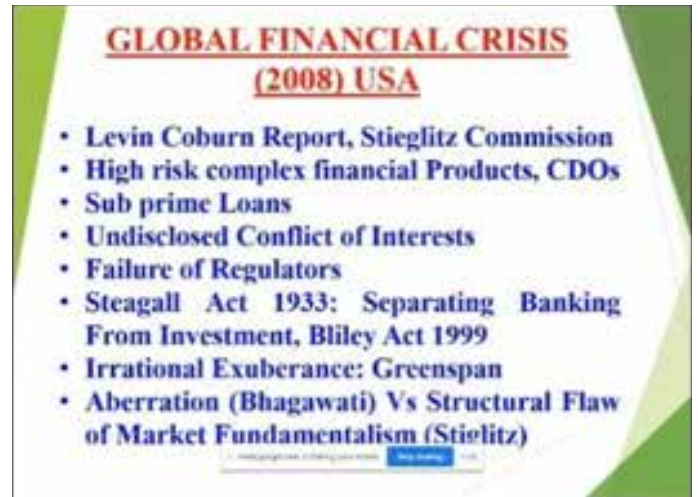 GLOBAL FINANCIAL CRISIS
(2008) USA
• Levin Coburn Report, Stieglitz Commission
• High risk complex financial Products, CDOs
• Sub prime Loans
• Undisclosed Conflict of Interests
• Failure of Regulators
• Steagall Act 1933: Separating Banking
From Investment, Bliley Act 1999
• Irrational Exuberance: Greenspan
• Aberration (Bhagawati) Vs Structural Flaw
of Market Fundamentalism (Stiglitz)